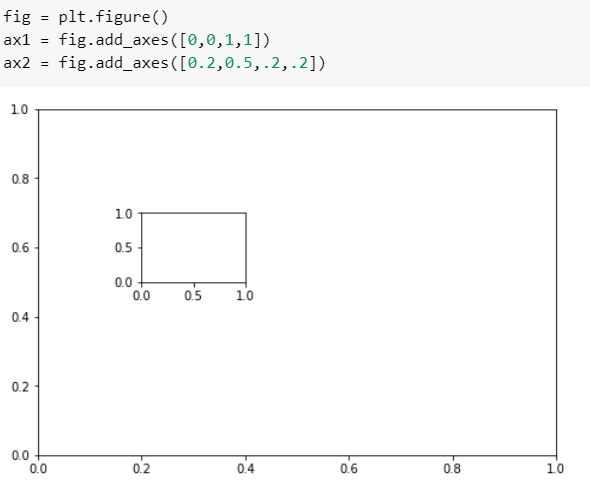 fig = plt.figure()
ax1 = fig.add_axes([0,0,1,1])
ax2 = fig.add_axes([0.2,0.5,.2,.2])
1.0
0.8
1.0
0.6
0.5
0.0
0.0 0.5 1.0
0.4
0.2
0.0
0.0 0.2 0.4 0.6 0.8 1.0